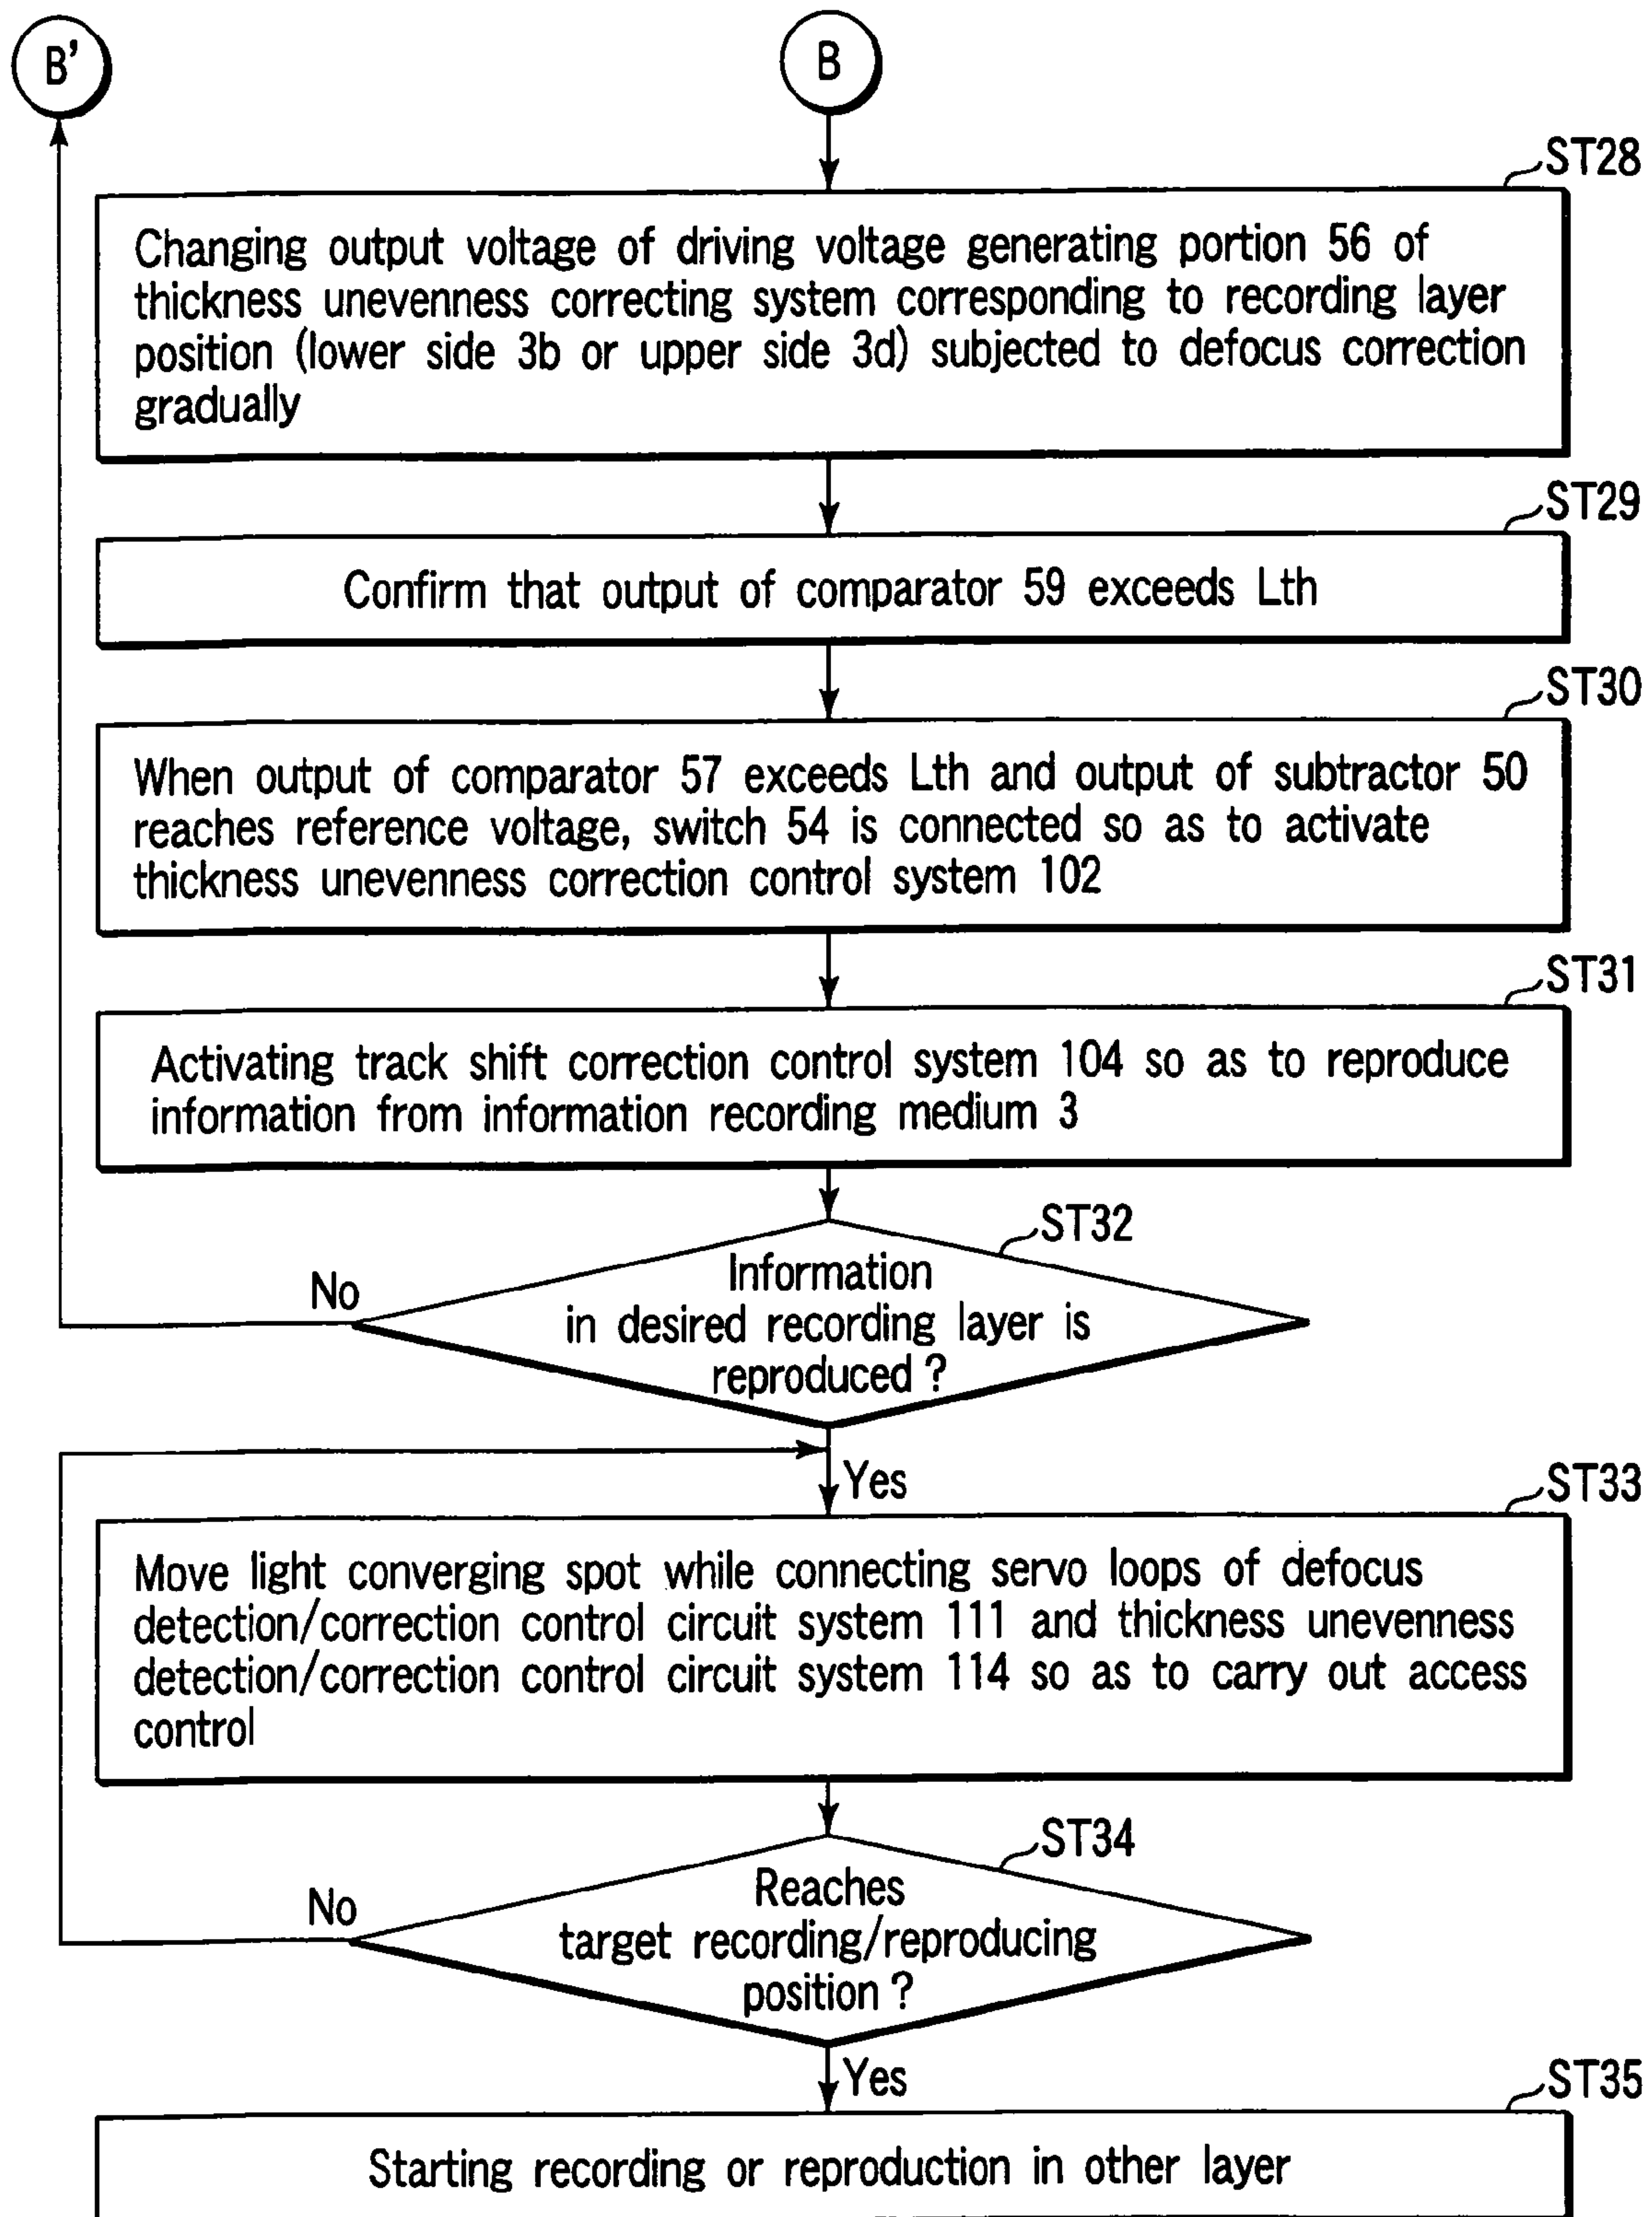 B'
B
ST28
Changing output voltage of driving voltage generating portion 56 of
thickness unevenness correcting system corresponding to recording layer
position (lower side 3b or upper side 3d) subjected to defocus correction
gradually
ST29
Confirm that output of comparator 59 exceeds Lth
ST30
When output of comparator 57 exceeds Lth and output of subtractor 50
reaches reference voltage, switch 54 is connected so as to activate
thickness unevenness correction control system 102
ST31
Activating track shift correction control system 104 so as to reproduce
information from information recording medium 3
ST32
Information
in desired recording layer is
reproduced ?
No
Yes
ST33
Move light converging spot while connecting servo loops of defocus
detection/correction control circuit system 111 and thickness unevenness
detection/correction control circuit system 114 so as to carry out access
control
ST34
Reaches
target recording/reproducing
position ?
No
Yes
ST35
Starting recording or reproduction in other layer